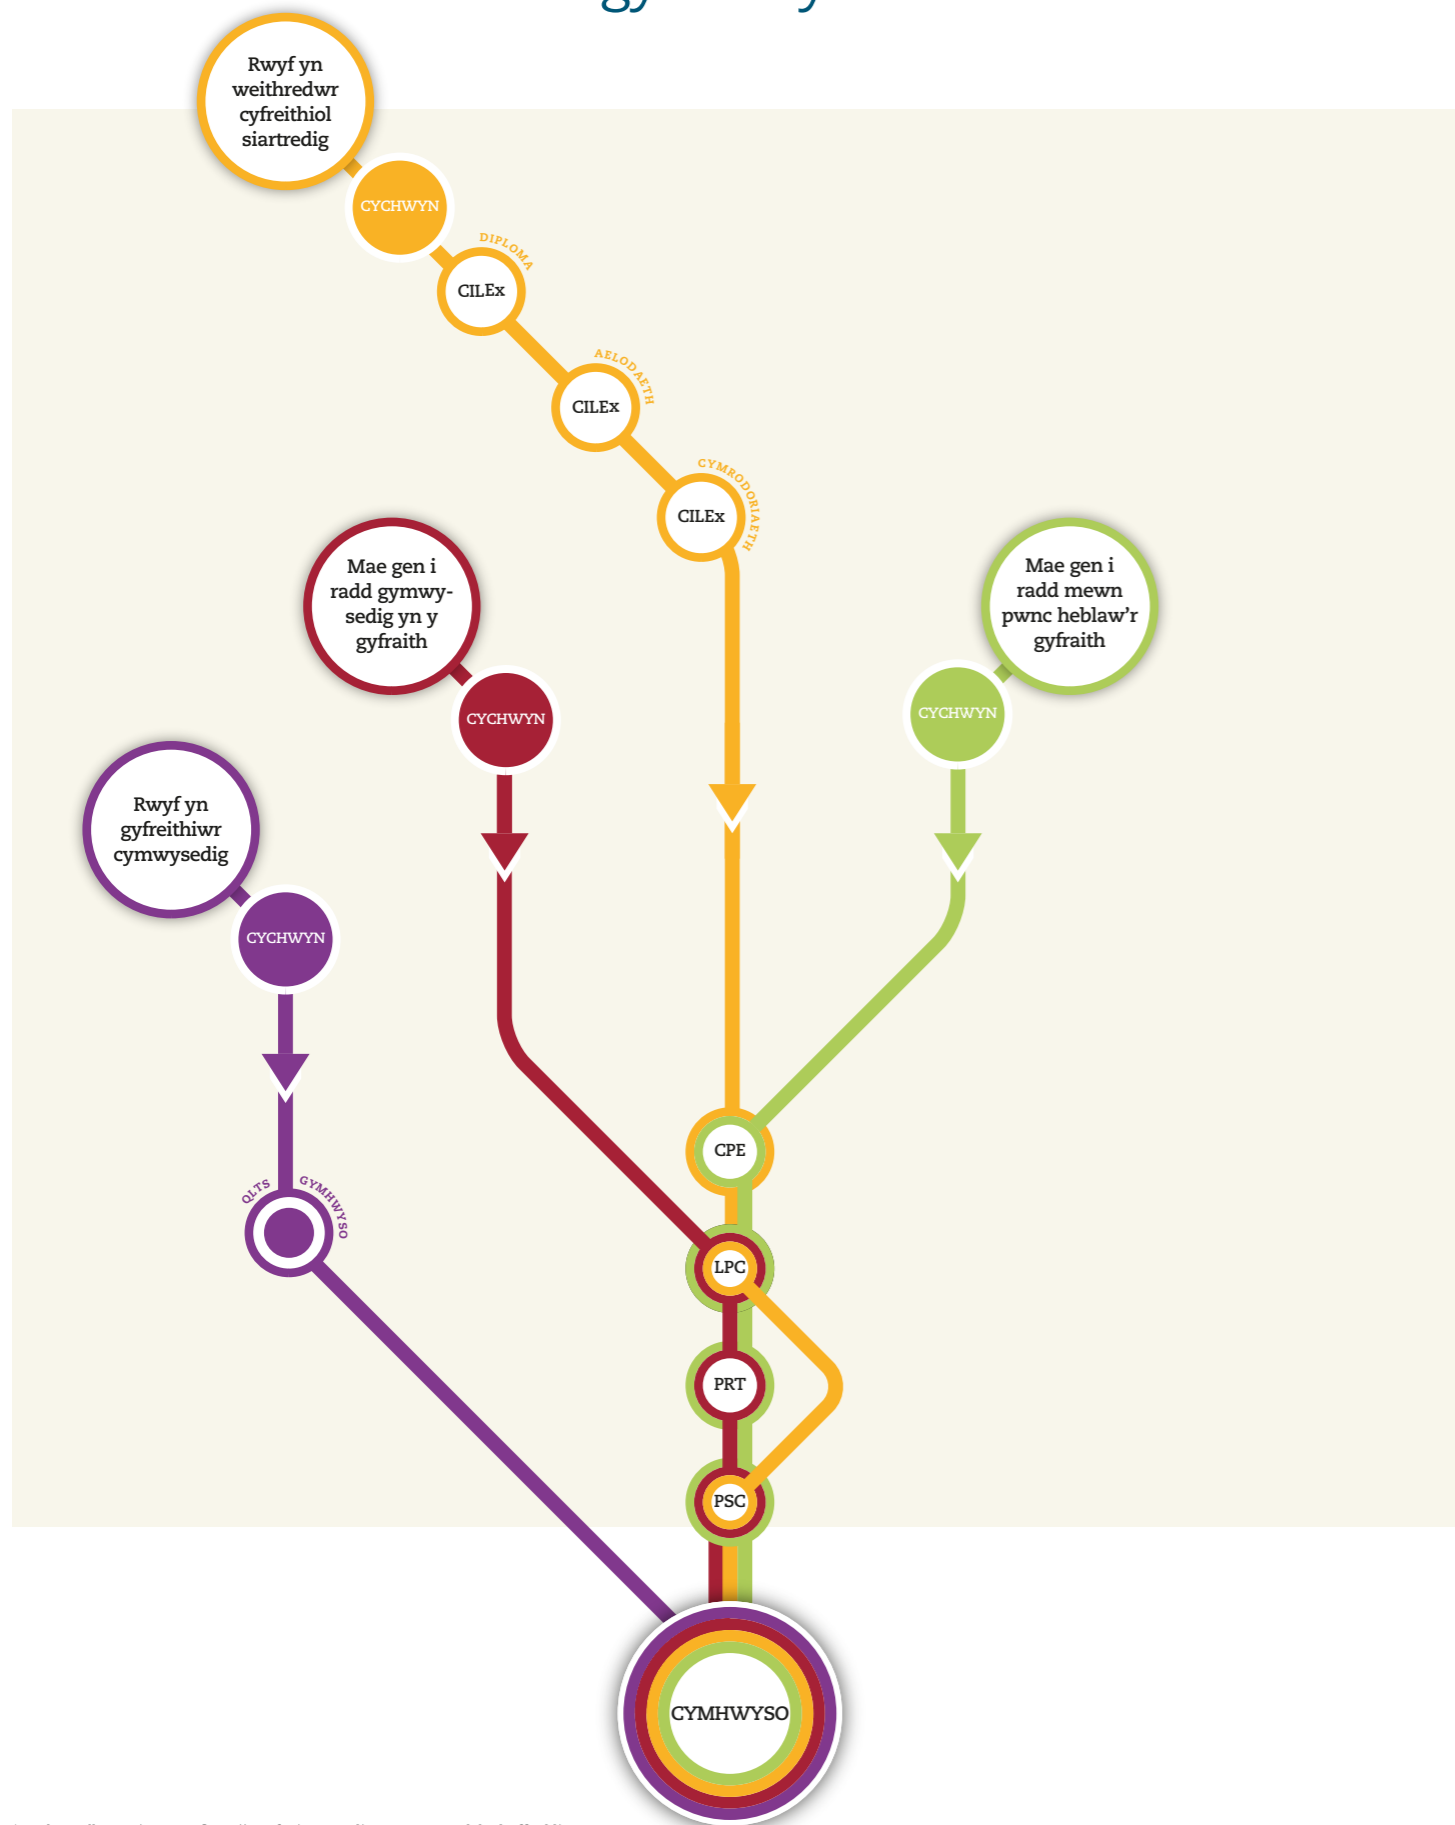 Rwyf yn
weithredwr
cyfreithiol
siartredig
CYCHWYN
DIPLOMA
CILEx
AELODAETH
CILEx
CYMRODORIAETH
CILEx
Mae gen i
radd gymwy-
sedig yn y
gyfraith
CYCHWYN
Mae gen i
radd mewn
pwnc heblaw'r
gyfraith
CYCHWYN
Rwyf yn
gyfreithiwr
cymwysedig
CYCHWYN
QLTS GYMHWYSO
CPE
LPC
PRT
PSC
CYMHWYSO